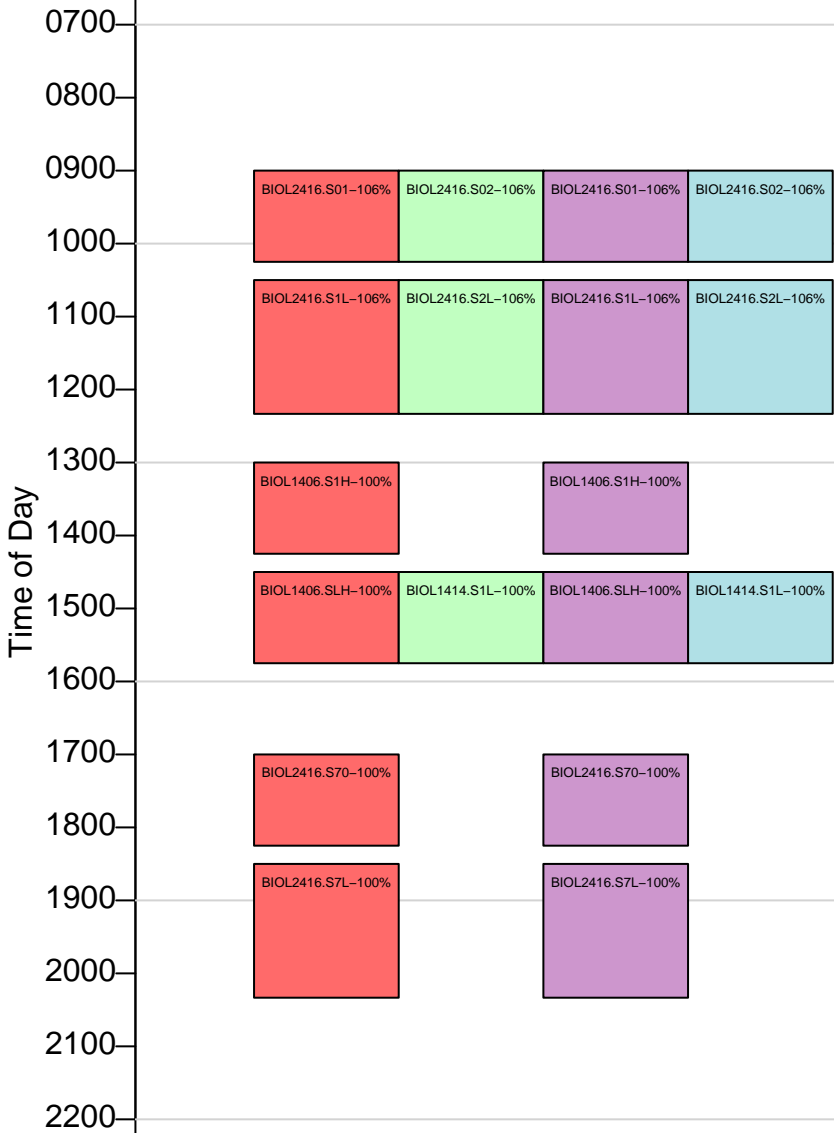 0700
0800
0900
BIOL2416.S01−106% BIOL2416.S02−106% BIOL2416.S01−106% BIOL2416.S02−106%
1000
BIOL2416.S1L−106% BIOL2416.S2L−106% BIOL2416.S1L−106% BIOL2416.S2L−106%
1100
1200
1300
BIOL1406.S1H−100% BIOL1406.S1H−100%
1400
BIOL1406.SLH−100% BIOL1414.S1L−100% BIOL1406.SLH−100% BIOL1414.S1L−100%
1500
Time of Day
1600
1700
BIOL2416.S70−100% BIOL2416.S70−100%
1800
BIOL2416.S7L−100% BIOL2416.S7L−100%
1900
2000
2100
2200